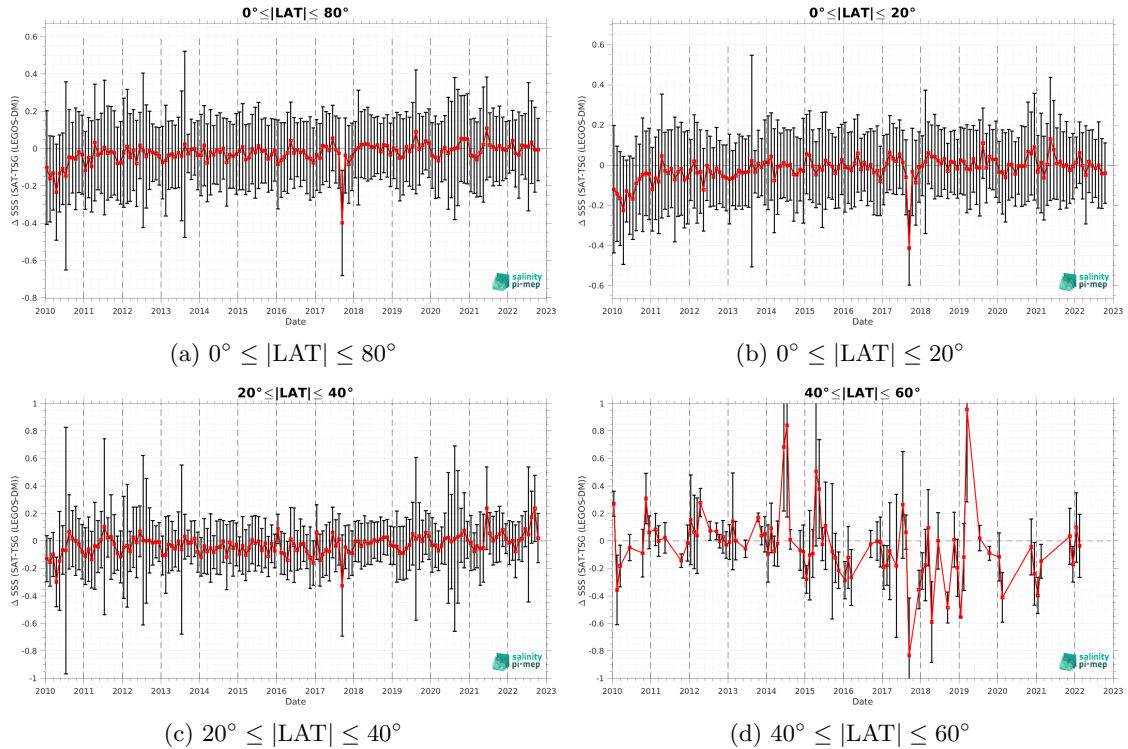 0°≤|LAT|≤ 80°
Δ SSS (SAT-TSG (LEGOS-DM))
0.6
0.4
0.2
0
-0.2
-0.4
-0.6
-0.8
2010 2011 2012 2013 2014 2015 2016 2017 2018 2019 2020 2021 2022 2023
Date
salinity
pi-mep
(a) 0° ≤ |LAT| ≤ 80°
0°≤|LAT|≤ 20°
Δ SSS (SAT-TSG (LEGOS-DM))
0.6
0.4
0.2
0
-0.2
-0.4
-0.6
2010 2011 2012 2013 2014 2015 2016 2017 2018 2019 2020 2021 2022 2023
Date
salinity
pi-mep
(b) 0° ≤ |LAT| ≤ 20°
20°≤|LAT|≤ 40°
Δ SSS (SAT-TSG (LEGOS-DM))
1
0.8
0.6
0.4
0.2
0
-0.2
-0.4
-0.6
-0.8
-1
2010 2011 2012 2013 2014 2015 2016 2017 2018 2019 2020 2021 2022 2023
Date
salinity
pi-mep
(c) 20° ≤ |LAT| ≤ 40°
40°≤|LAT|≤ 60°
Δ SSS (SAT-TSG (LEGOS-DM))
1
0.8
0.6
0.4
0.2
0
-0.2
-0.4
-0.6
-0.8
-1
2010 2011 2012 2013 2014 2015 2016 2017 2018 2019 2020 2021 2022 2023
Date
salinity
pi-mep
(d) 40° ≤ |LAT| ≤ 60°